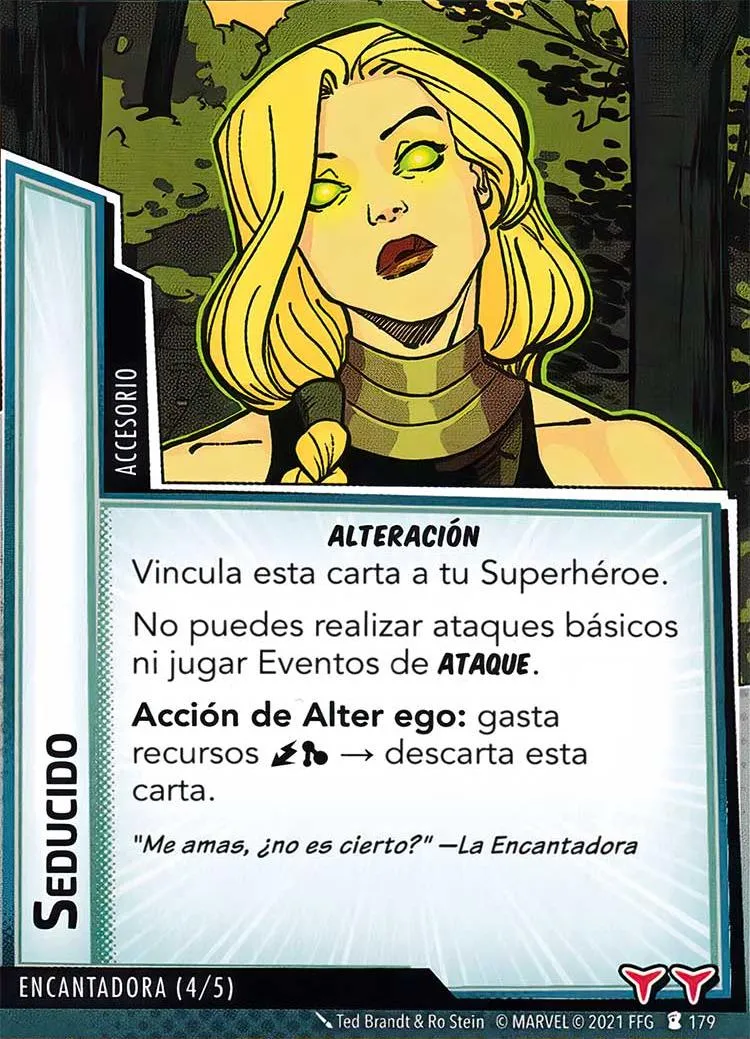 ACCESORIO
ALTERACIÓN
Vincula esta carta a tu Superhéroe.
No puedes realizar ataques básicos
ni jugar Eventos de ATAQUE.
Acción de Alter ego: gasta
recursos → descarta esta
carta.
"Me amas, ¿no es cierto?" —La Encantadora
SEDUCIDO
ENCANTADORA (4/5)
Ted Brandt & Ro Stein © MARVEL © 2021 FFG 179